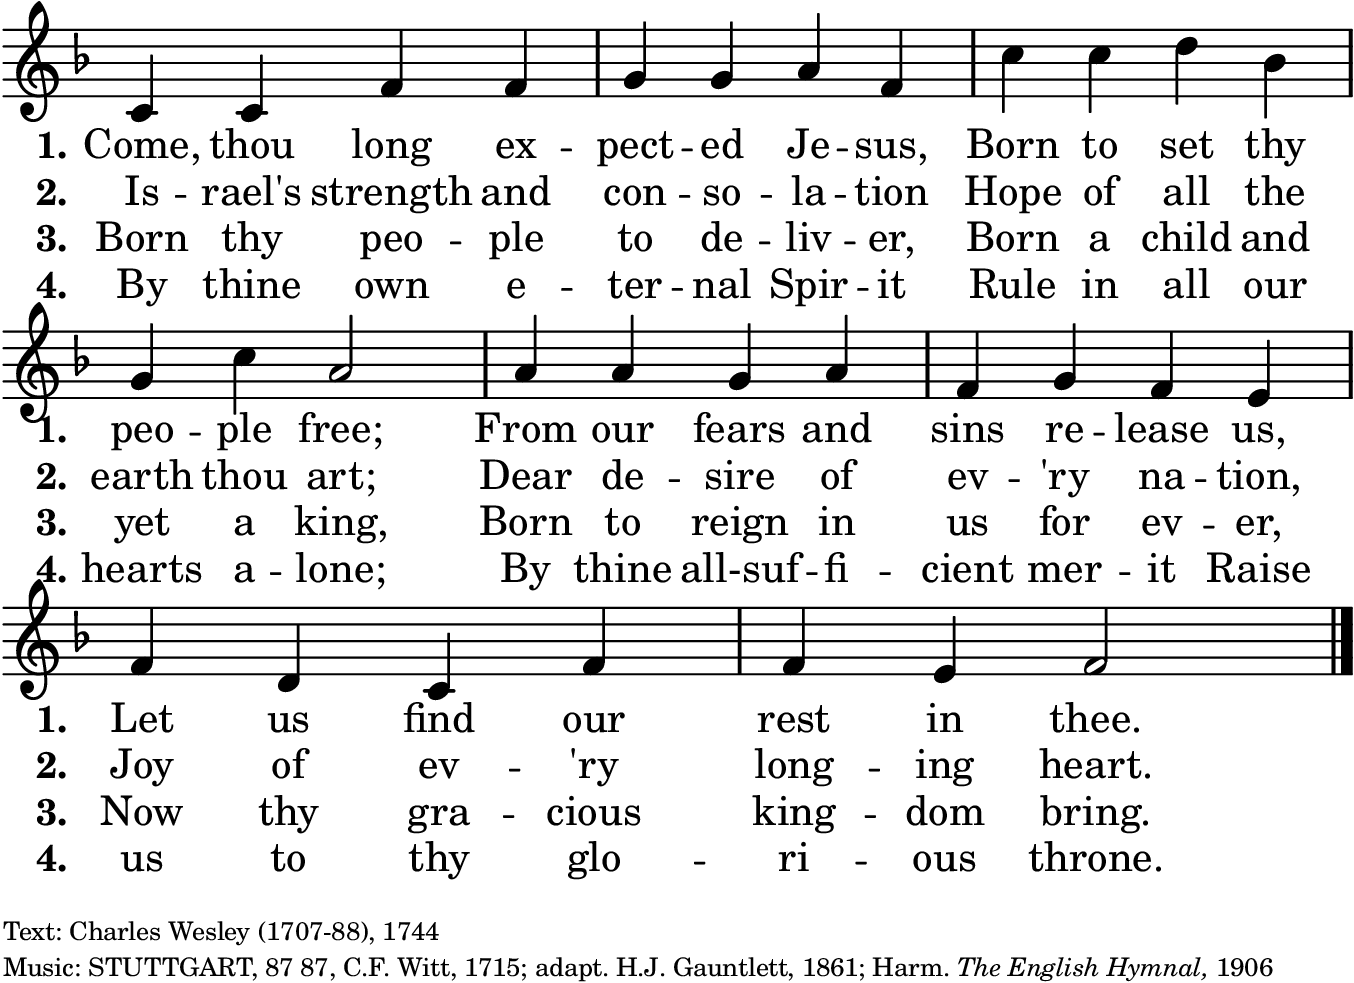 1. Come, thou long ex - pect - ed Je - sus, Born to set thy
2. Is - rael's strength and con - so - la - tion Hope of all the
3. Born thy peo - ple to de - liv - er, Born a child and
4. By thine own e - ter - nal Spir - it Rule in all our
1. peo - ple free; From our fears and sins re - lease us,
2. earth thou art; Dear de - sire of ev - 'ry na - tion,
3. yet a king, Born to reign in us for ev - er,
4. hearts a - lone; By thine all-suf - fi - cient mer - it Raise
1. Let us find our rest in thee.
2. Joy of ev - 'ry long - ing heart.
3. Now thy gra - cious king - dom bring.
4. us to thy glo - ri - ous throne.
Text: Charles Wesley (1707-88), 1744
Music: STUTTGART, 87 87, C.F. Witt, 1715; adapt. H.J. Gauntlett, 1861; Harm. The English Hymnal, 1906